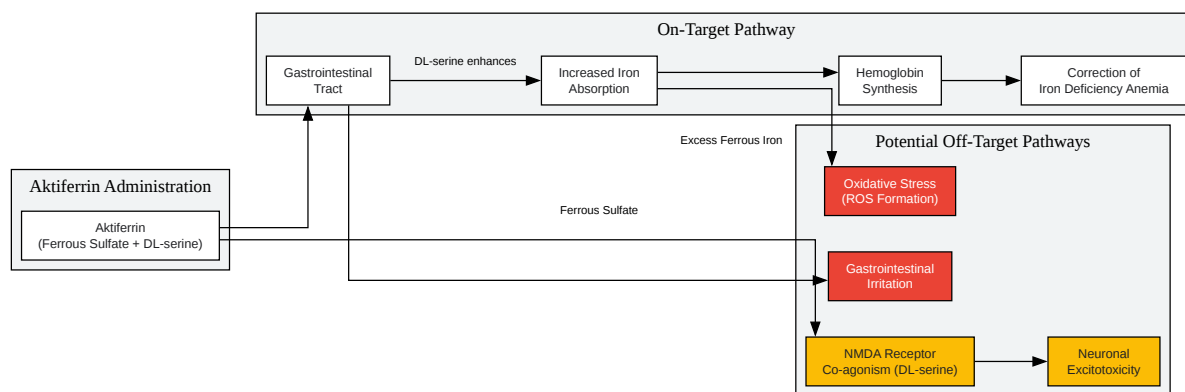 On-Target Pathway
DL-serine enhances
Gastrointestinal
Tract
Increased Iron
Absorption
Hemoglobin
Synthesis
Correction of
Iron Deficiency Anemia
Excess Ferrous Iron
Potential Off-Target Pathways
Aktiferrin Administration
Aktiferrin
(Ferrous Sulfate + DL-serine)
Ferrous Sulfate
Oxidative Stress
(ROS Formation)
Gastrointestinal
Irritation
NMDA Receptor
Co-agonism (DL-serine)
Neuronal
Excitotoxicity